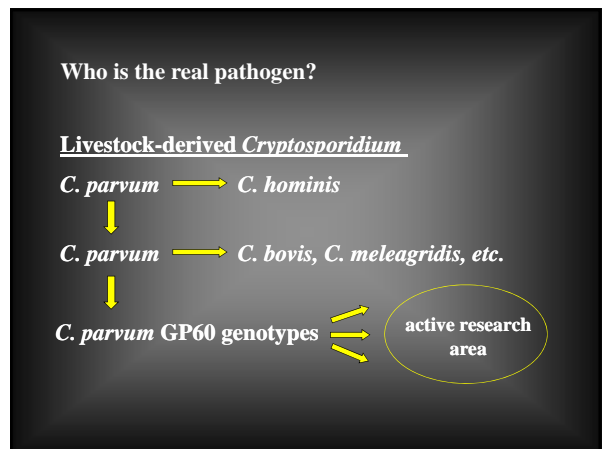 Who is the real pathogen?
Livestock-derived Cryptosporidium
C. parvum C. hominis
C. parvum C. bovis, C. meleagridis, etc.
C. parvum GP60 genotypes
active research
area